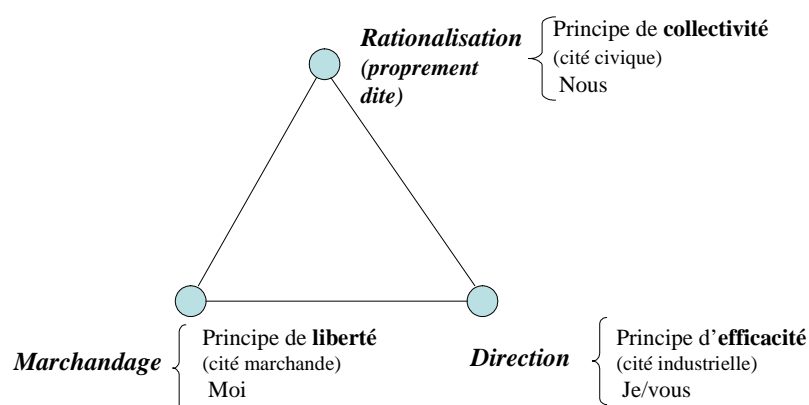 Rationalisation
(proprement
dite)
Principe de collectivité
(cité civique)
Nous
Marchandage
Principe de liberté
(cité marchande)
Moi
Direction
Principe d’efficacité
(cité industrielle)
Je/vous